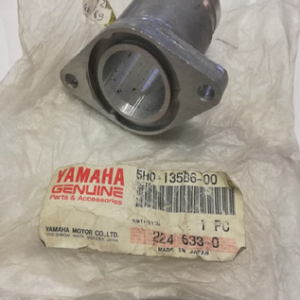 YAMAHA
GENUINE
Parts & Accessories
YAMAHA MOTOR CO.,LTD.
5H0-13586-00
1 PC
224 633-0
MADE IN JAPAN